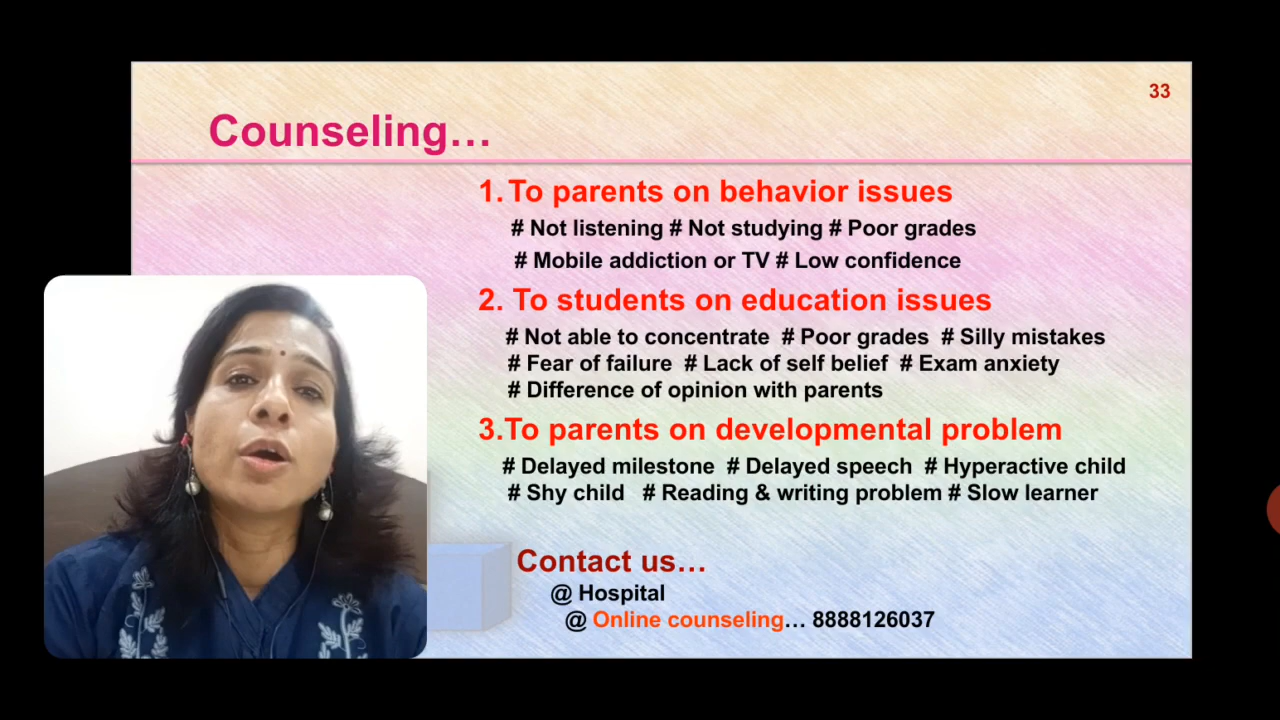 33
Counseling…
1. To parents on behavior issues
# Not listening # Not studying # Poor grades
# Mobile addiction or TV # Low confidence
2. To students on education issues
# Not able to concentrate # Poor grades # Silly mistakes
# Fear of failure # Lack of self belief # Exam anxiety
# Difference of opinion with parents
3.To parents on developmental problem
# Delayed milestone # Delayed speech # Hyperactive child
# Shy child # Reading & writing problem # Slow learner
Contact us…
@ Hospital
@ Online counseling… 8888126037